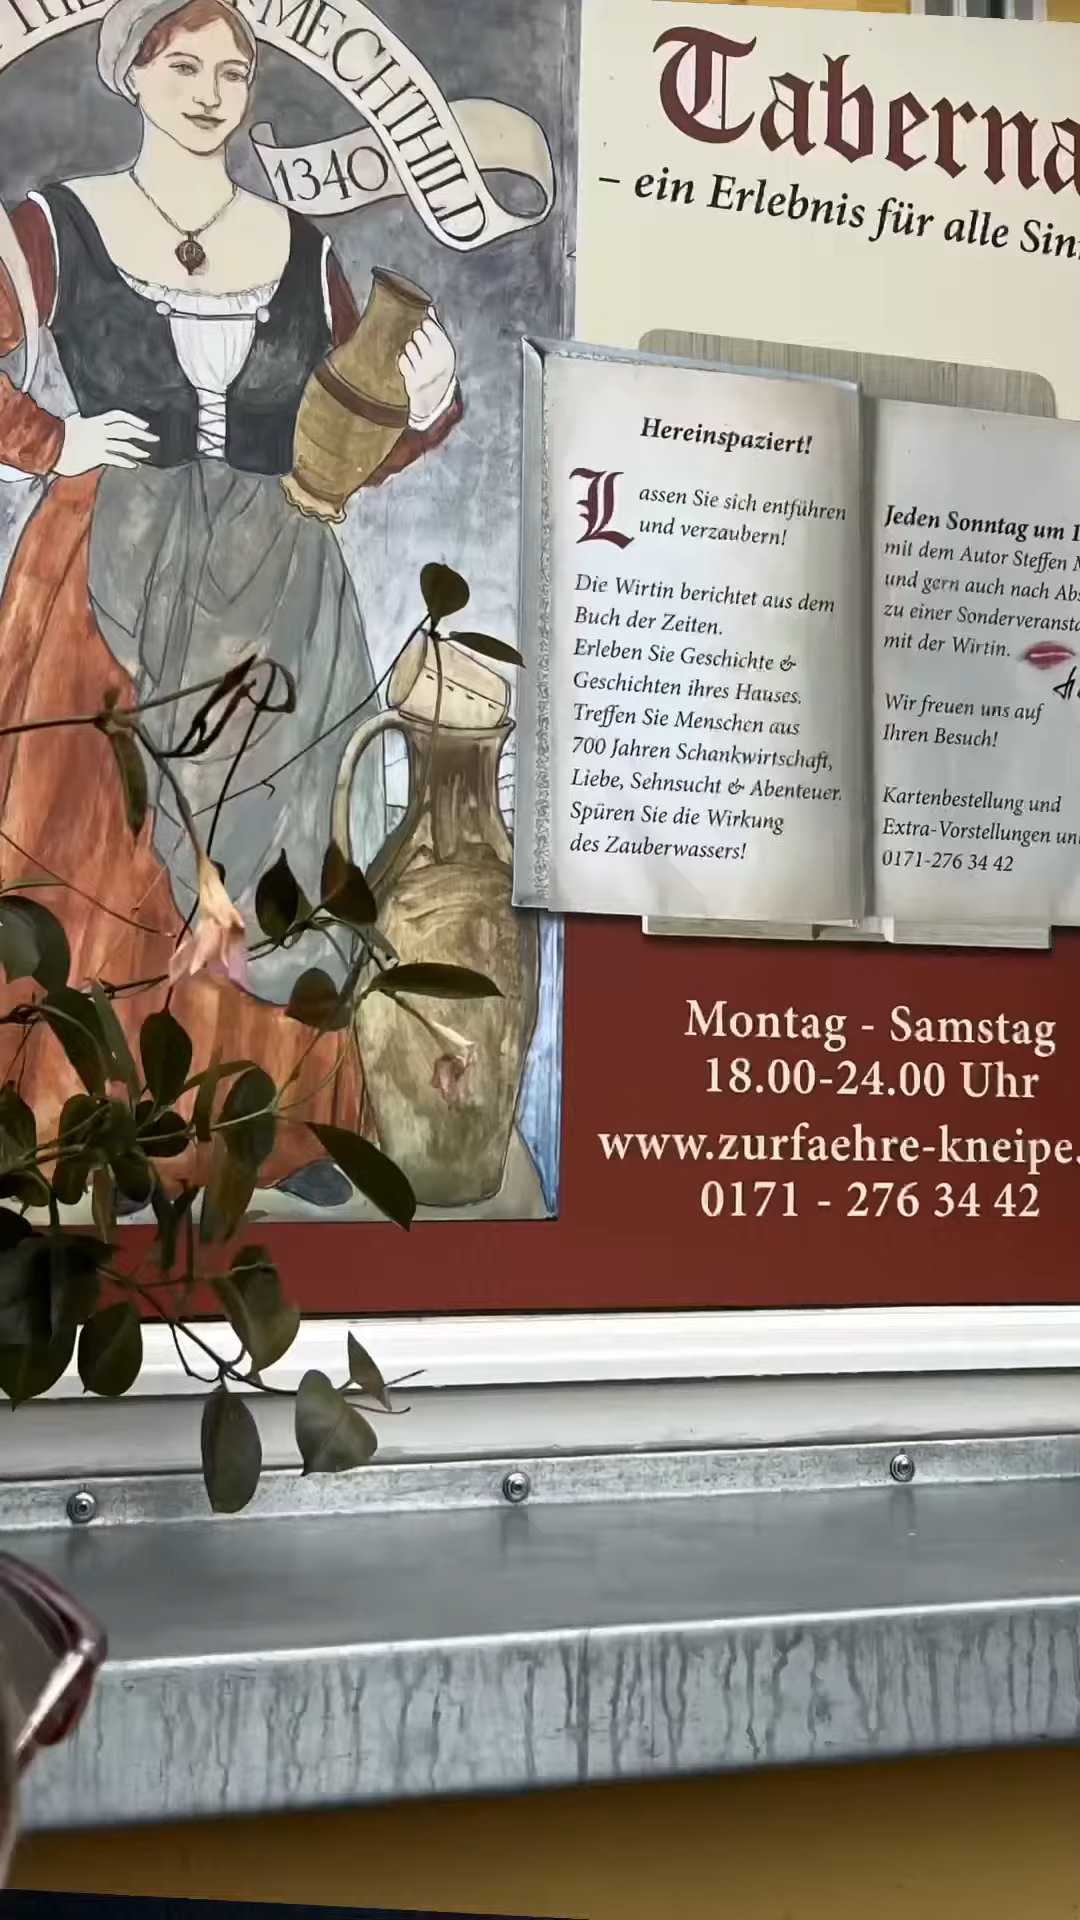 MECHTHILD
1340
Taberna
– ein Erlebnis für alle
Hereinspaziert!
Lassen Sie sich entführen
und verzaubern!
Die Wirtin berichtet aus dem
Buch der Zeiten.
Erleben Sie Geschichte &
Geschichten ihres Hauses.
Treffen Sie Menschen aus
700 Jahren Schankwirtschaft,
Liebe, Sehnsucht & Abenteuer.
Spüren Sie die Wirkung
des Zauberwassers!
Jeden Sonntag um
mit dem Autor Steffen
und gern auch nach
zu einer
mit der Wirtin.
Wir freuen uns auf
Ihren Besuch!
Kartenbestellung und
Extra-Vorstellungen
0171-276 34 42
Montag - Samstag
18.00-24.00 Uhr
www.zurfaehre-kneipe.
0171 - 276 34 42